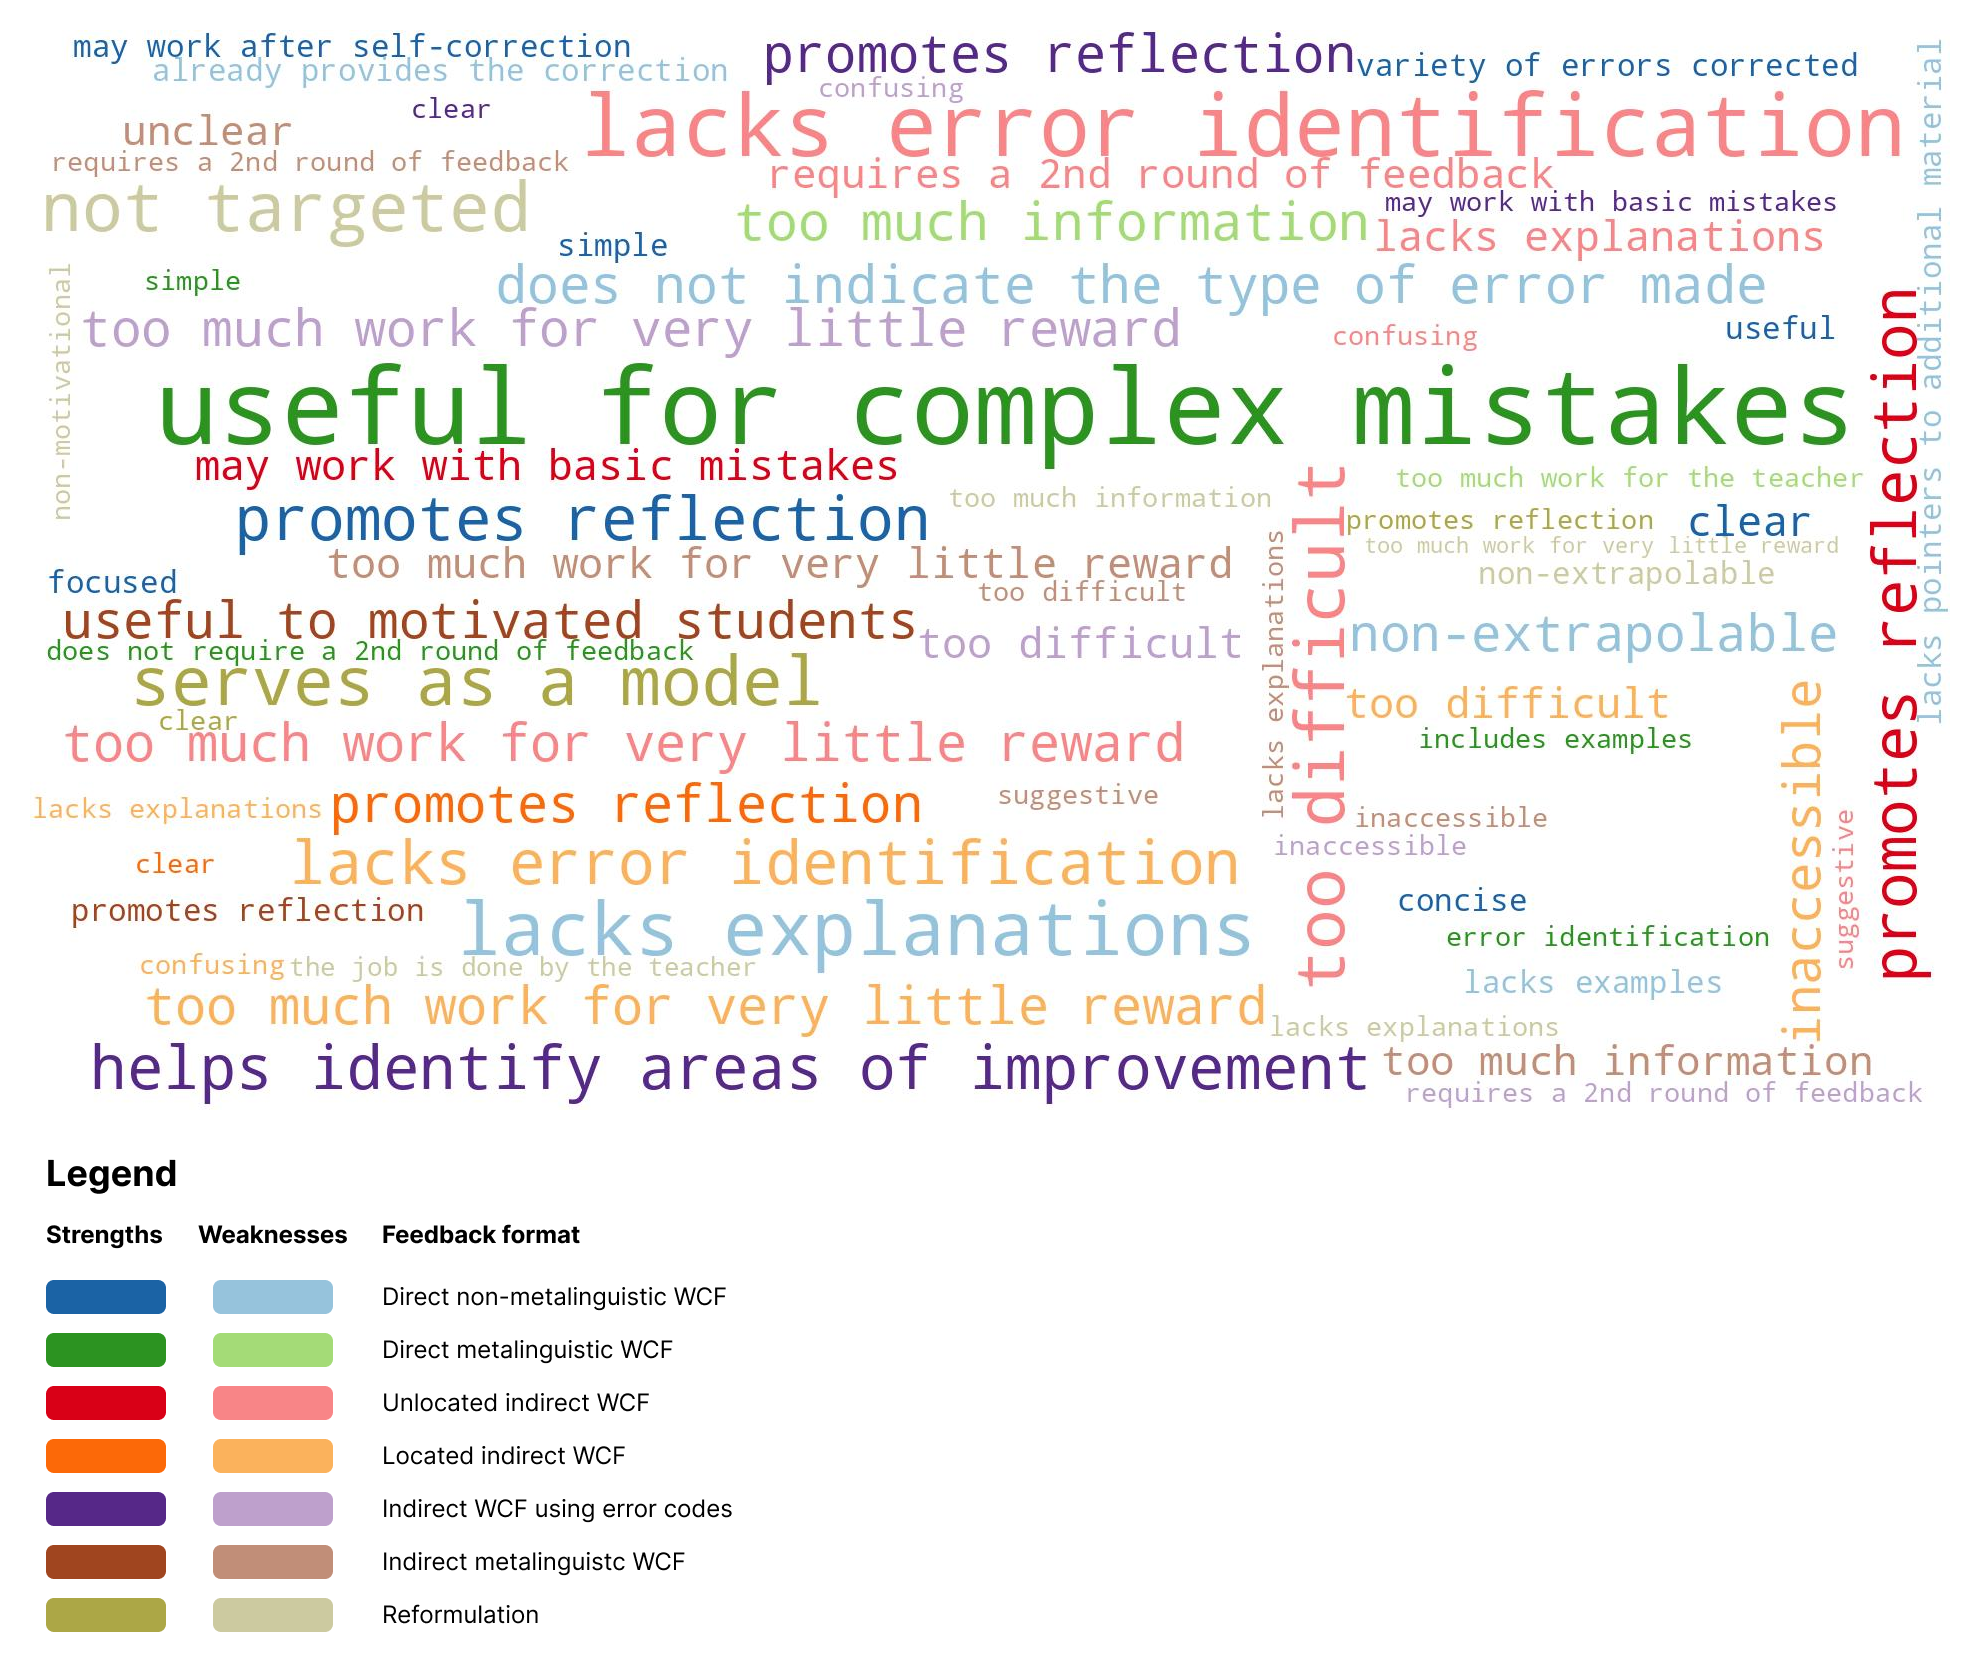 may work after self-correction
promotes reflection
variety of errors corrected
already provides the correction
confusing
clear
lacks error identification
unclear
requires a 2nd round of feedback
requires a 2nd round of feedback
not targeted
too much information
may work with basic mistakes
lacks explanations
simple
simple
does not indicate the type of error made
too much work for very little reward
confusing
useful
lacks pointers to additional material
non-motivational
useful for complex mistakes
promotes reflection
may work with basic mistakes
too much work for the teacher
promotes reflection
too much information
promotes reflection
clear
too much work for very little reward
too much work for very little reward
non-extrapolable
focused
too difficult
lacks explanations
too difficult
useful to motivated students
too difficult
non-extrapolable
does not require a 2nd round of feedback
serves as a model
too difficult
clear
too much work for very little reward
includes examples
inaccessible
lacks explanations
promotes reflection
suggestive
inaccessible
inaccessible
suggestive
clear
lacks error identification
promotes reflection
lacks explanations
concise
error identification
confusing
the job is done by the teacher
lacks examples
too much work for very little reward
lacks explanations
helps identify areas of improvement
too much information
requires a 2nd round of feedback
Legend
Strengths Weaknesses Feedback format
Direct non-metalinguistic WCF
Direct metalinguistic WCF
Unlocated indirect WCF
Located indirect WCF
Indirect WCF using error codes
Indirect metalinguistc WCF
Reformulation